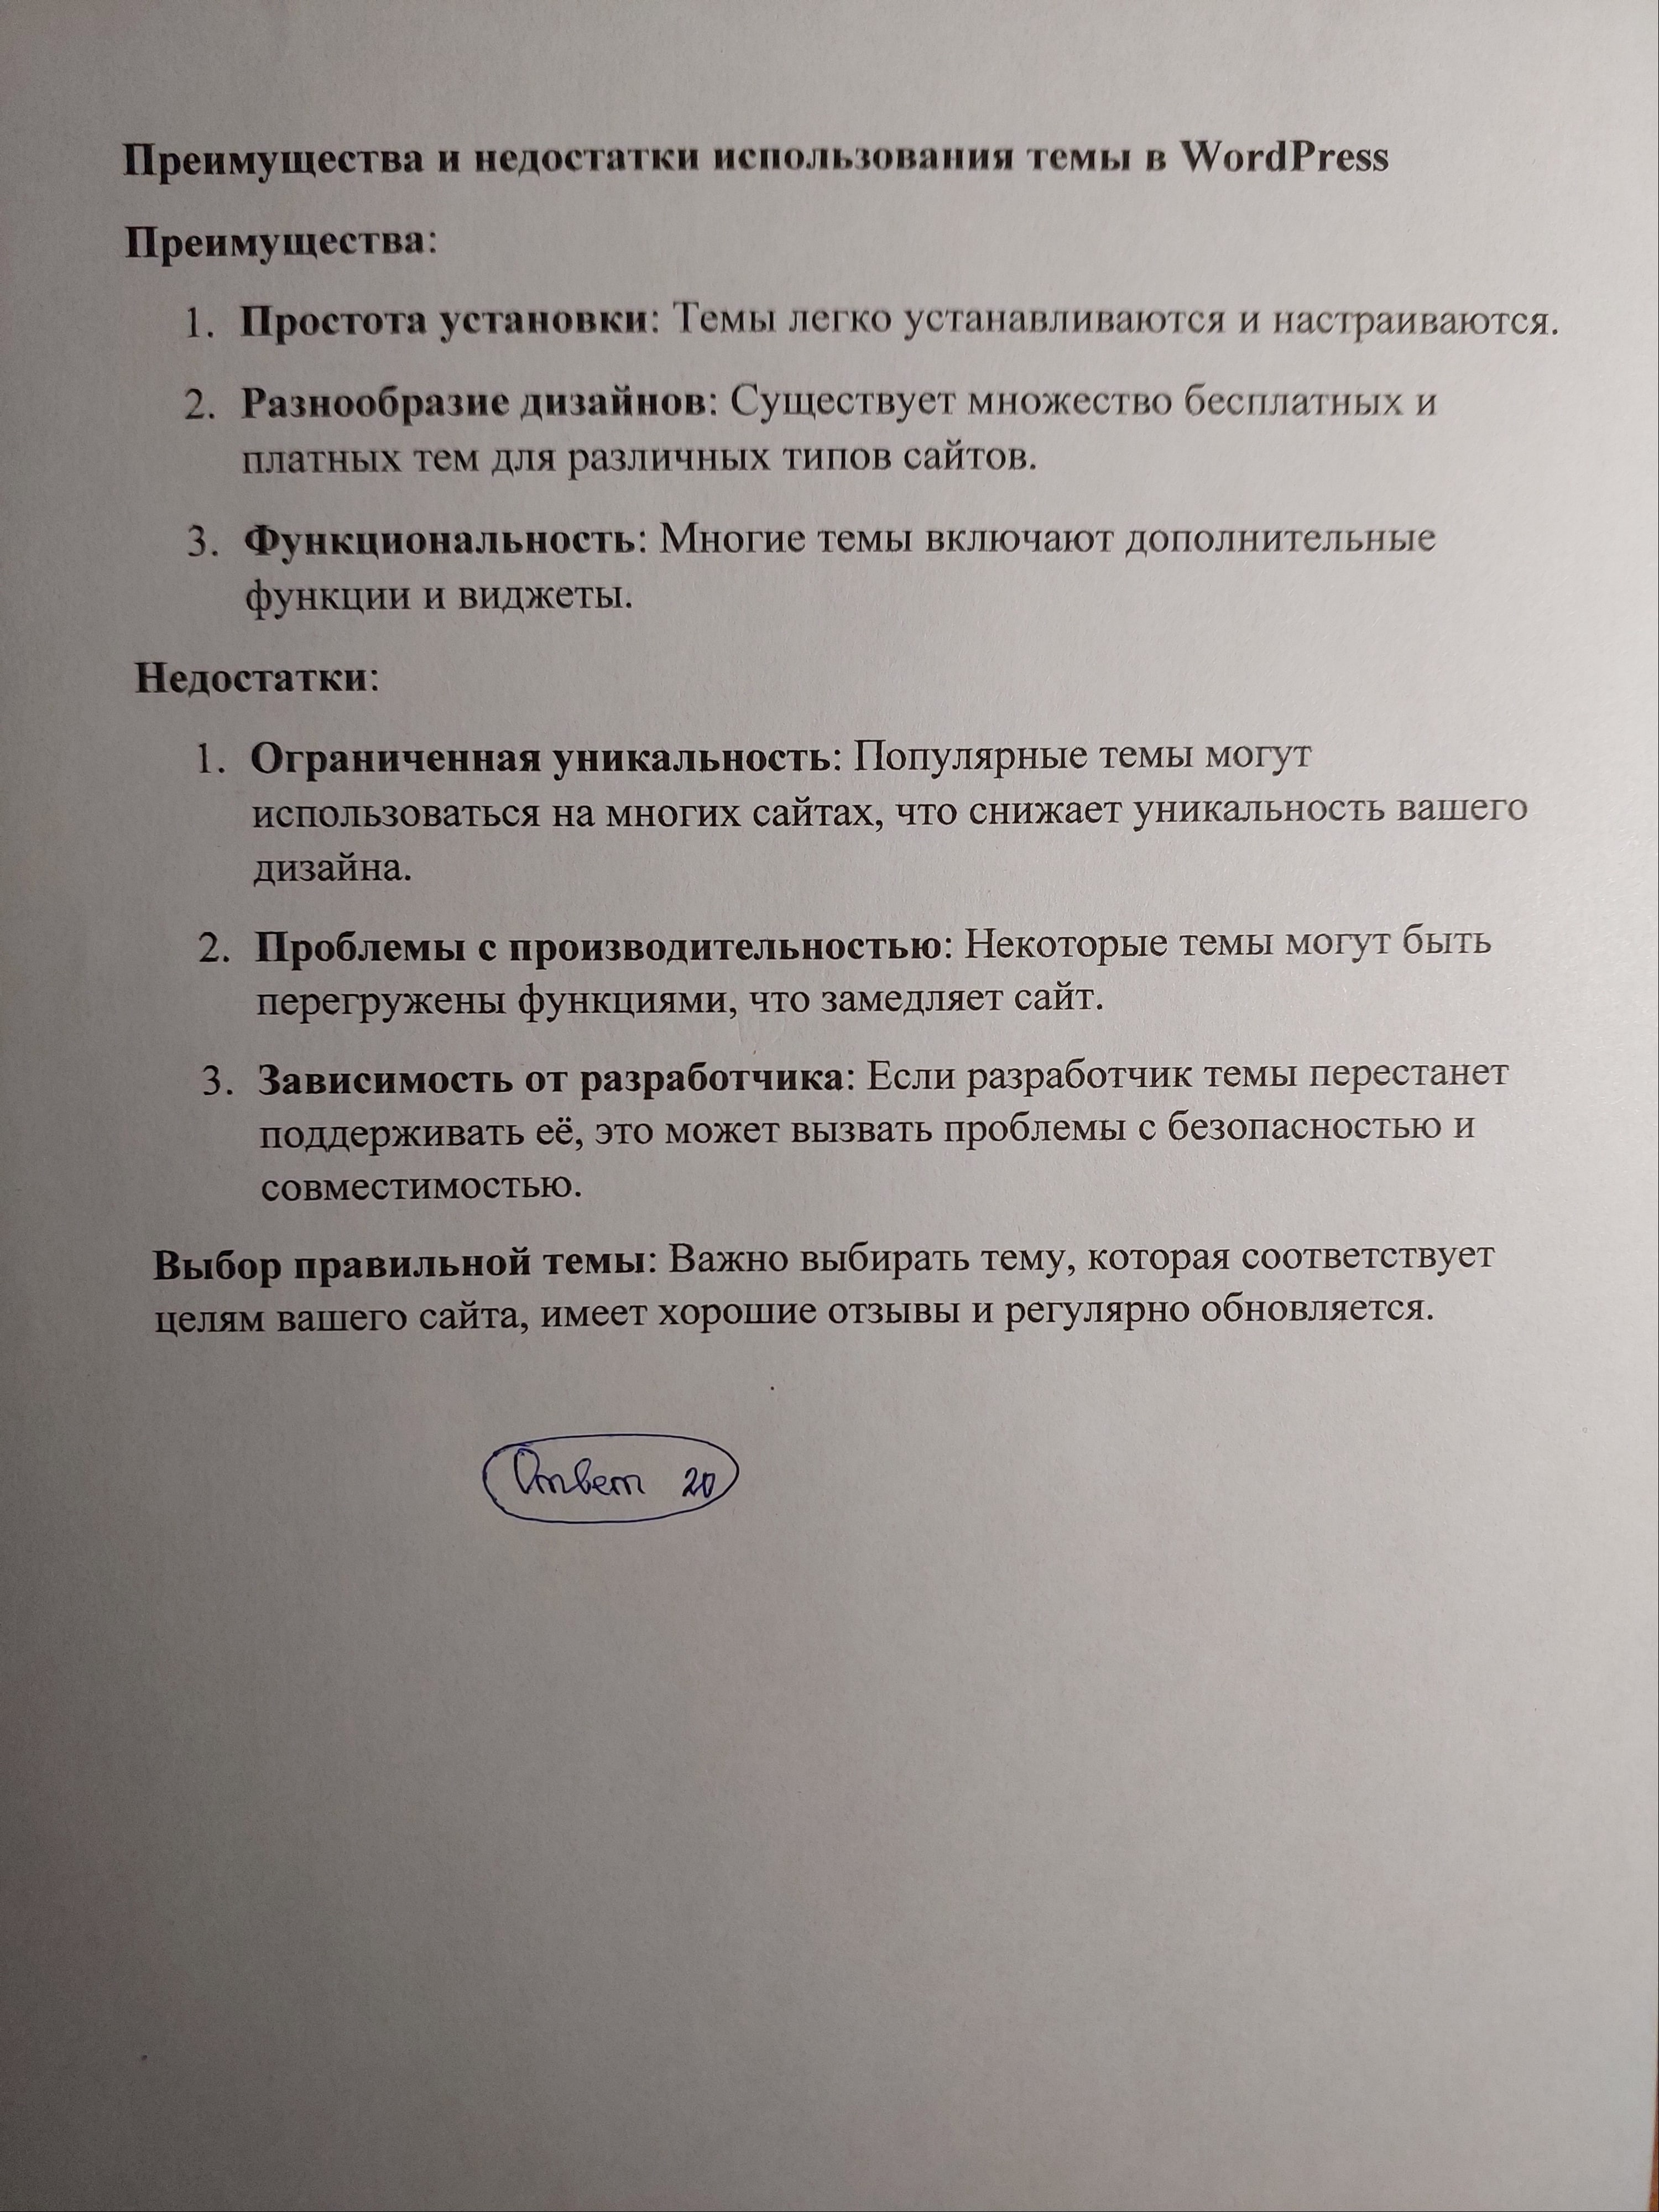 Преимущества и недостатки использования темы в WordPress
Преимущества:
1. Простота установки: Темы легко устанавливаются и настраиваются.
2. Разнообразие дизайнов: Существует множество бесплатных и
платных тем для различных типов сайтов.
3. Функциональность: Многие темы включают дополнительные
функции и виджеты.
Недостатки:
1. Ограниченная уникальность: Популярные темы могут
использоваться на многих сайтах, что снижает уникальность вашего
дизайна.
2. Проблемы с производительностью: Некоторые темы могут быть
перегружены функциями, что замедляет сайт.
3. Зависимость от разработчика: Если разработчик темы перестанет
поддерживать её, это может вызвать проблемы с безопасностью и
совместимостью.
Выбор правильной темы: Важно выбирать тему, которая соответствует
целям вашего сайта, имеет хорошие отзывы и регулярно обновляется.
Ответ 20